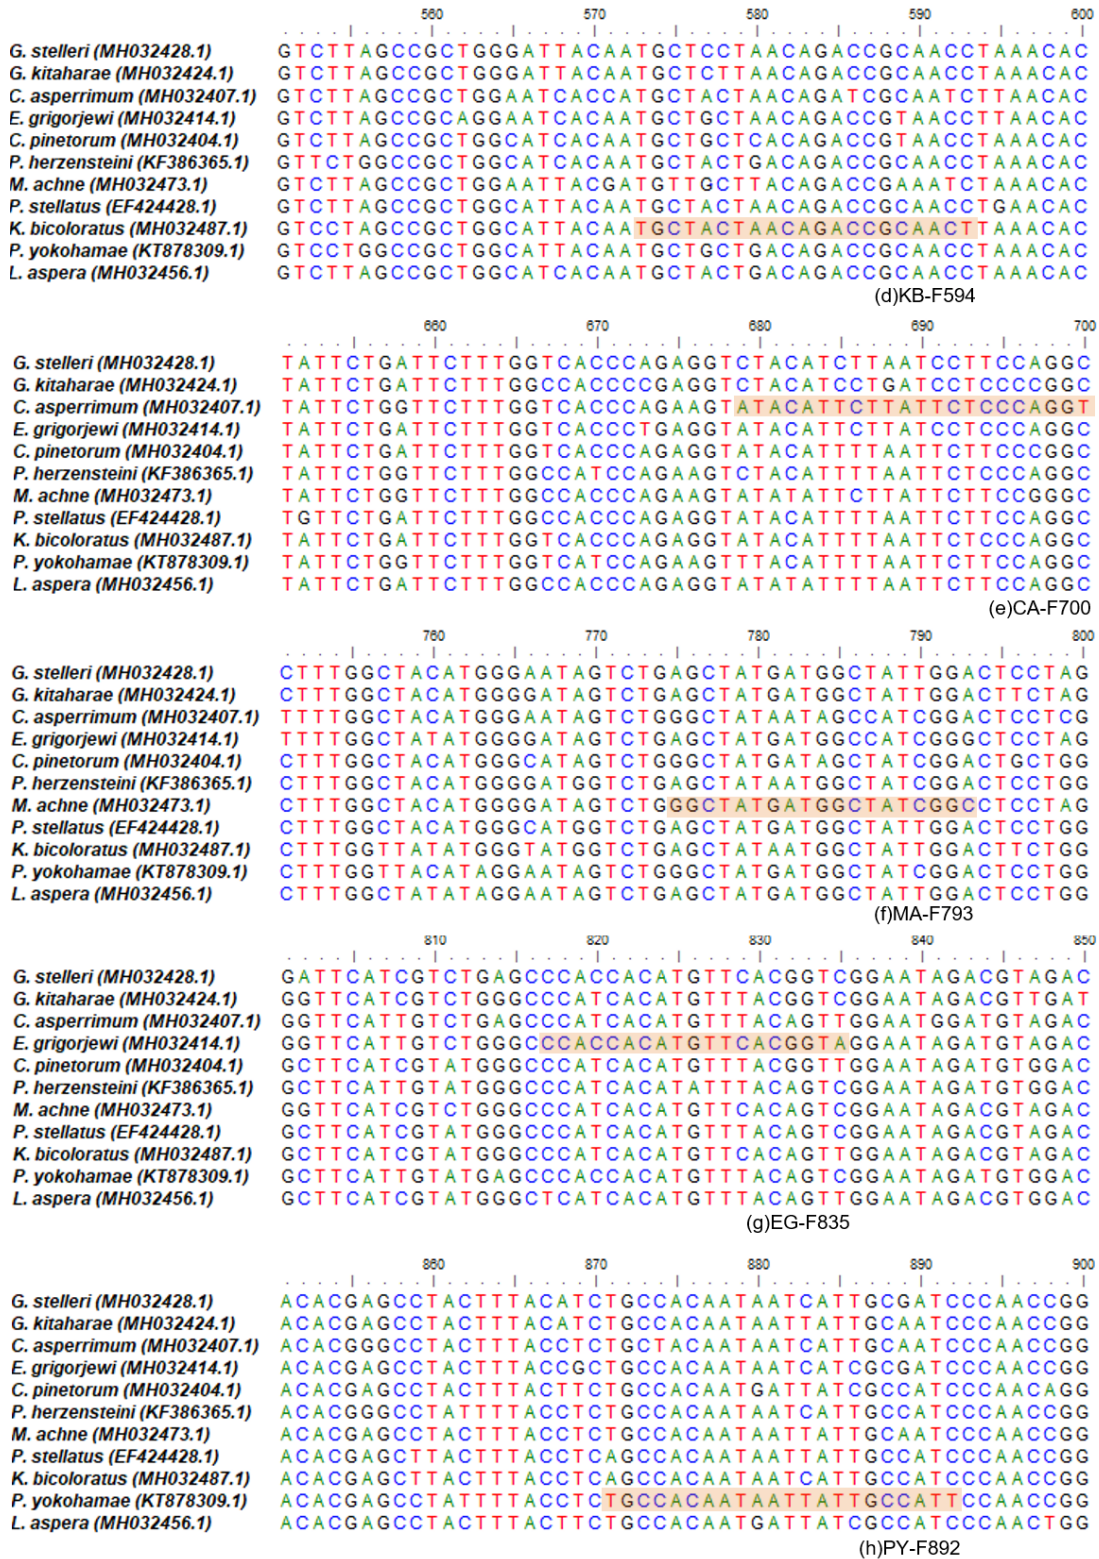 560 570 580 590 600
G. stelleri (MH032428.1) GTCTTAGCCGCTGGGATTACAATGCTCCTAACAGACCGCAACCTAAACAC
G. kitaharae (MH032424.1) GTCTTAGCCGCTGGGATTACAATGCTCTTAACAGACCGCAACCTAAACAC
C. asperrimum (MH032407.1) GTCTTAGCCGCTGGAATCACCATGCTACTAACAGATCGCAATCTTAACAC
E. grigorjewi (MH032414.1) GTCTTAGCCGCAGGAATCACAATGCTGCTAACAGACCGTAACCTTAACAC
C. pinetorum (MH032404.1) GTCTTAGCCGCTGGCATCACAATGCTGCTCACAGACCGTAACCTAAACAC
P. herzensteini (KF386365.1) GTTCTGGCCGCTGGCATCACAATGCTACTGACAGACCGCAACCTAAACAC
M. achne (MH032473.1) GTCTTAGCCGCTGGAATTACGATGTTGCTTACAGACCGAAATCTAAACAC
P. stellatus (EF424428.1) GTCTTAGCCGCTGGCATTACAATGCTACTAACAGACCGCAACCTGAACAC
K. bicoloratus (MH032487.1) GTCCTAGCCGCTGGCATTACAATGCTACTAACAGACCGCAACTTAAACAC
P. yokohamae (KT878309.1) GTCCTGGCCGCTGGCATTACAATGCTGCTGACAGACCGCAACCTAAACAC
L. aspera (MH032456.1) GTCTTAGCCGCTGGCATCACAATGCTACTGACAGACCGCAACCTAAACAC
(d)KB-F594
660 670 680 690 700
G. stelleri (MH032428.1) TATTCTGATTCTTTGGTCACCCAGAGGTCTACATCTTAATCCTTCCAGGC
G. kitaharae (MH032424.1) TATTCTGATTCTTTGGCCACCCCGAGGTCTACATCCTGATCCTCCCCGGC
C. asperrimum (MH032407.1) TATTCTGGTTCTTTGGTCACCCAGAAGTATACATTCTTATTCTCCCAGGT
E. grigorjewi (MH032414.1) TATTCTGATTCTTTGGTCACCCTGAGGTATACATTCTTATCCTCCCAGGC
C. pinetorum (MH032404.1) TATTCTGATTCTTTGGTCACCCAGAGGTATACATTTTAATTCTTCCCGGC
P. herzensteini (KF386365.1) TATTCTGGTTCTTTGGCCATCCAGAAGTCTACATTTTAATTCTCCCAGGC
M. achne (MH032473.1) TATTCTGGTTCTTTGGCCACCCAGAAGTATATATTCTTATTCTTCCGGGC
P. stellatus (EF424428.1) TGTTCTGATTCTTTGGCCACCCAGAGGTATACATTTTAATTCTTCCAGGC
K. bicoloratus (MH032487.1) TATTCTGATTCTTTGGTCACCCAGAGGTATACATTTTAATTCTCCCAGGC
P. yokohamae (KT878309.1) TATTCTGGTTCTTTGGTCATCCAGAAGTTTACATTTTAATTCTTCCAGGC
L. aspera (MH032456.1) TATTCTGATTCTTTGGCCACCCAGAAGTATATATTTTAATTCTTCCAGGC
(e)CA-F700
760 770 780 790 800
G. stelleri (MH032428.1) CTTTGGCTACATGGGAATAGTCTGAGCTATGATGGCTATTGGACTCCTAG
G. kitaharae (MH032424.1) CTTTGGCTACATGGGGATAGTCTGAGCTATGATGGCTATTGGACTTCTAG
C. asperrimum (MH032407.1) TTTTGGCTACATGGGAATAGTCTGGGCTATAATAGCCATCGGACTCCTCG
E. grigorjewi (MH032414.1) TTTTGGCTATATGGGGATAGTCTGAGCTATGATGGCCATCGGGCTCCTAG
C. pinetorum (MH032404.1) CTTTGGCTACATGGGCATAGTCTGGGCTATGATAGCTATCGGACTGCTGG
P. herzensteini (KF386365.1) CTTTGGCTACATGGGGATGGTCTGAGCTATAATGGCTATCGGACTCCTGG
M. achne (MH032473.1) CTTTGGCTACATGGGGATAGTCTGGGCTATGATGGCTATCGGCCTCCTAG
P. stellatus (EF424428.1) CTTTGGCTACATGGGCATGGTCTGAGCTATGATGGCTATTGGACTCCTGG
K. bicoloratus (MH032487.1) CTTTGGTTATATGGGTATGGTCTGAGCTATAATGGCTATTGGACTTCTGG
P. yokohamae (KT878309.1) CTTTGGTTACATGGGAATAGTCTGGGCTATGATGGCTATCGGACTCCTGG
L. aspera (MH032456.1) CTTTGGCTATATAGGAATAGTCTGAGCTATGATGGCTATTGGACTCCTGG
(f)MA-F793
810 820 830 840 850
G. stelleri (MH032428.1) GATTCATCGTCTGAGCCCACCACATGTTCACGGTCGGAATAGACGTAGAC
G. kitaharae (MH032424.1) GGTTCATCGTCTGGGCCCATCACATGTTTACGGTCGGAATAGACGTTGAT
C. asperrimum (MH032407.1) GGTTCATTGTCTGAGCCCATCACATGTTTACAGTTGGAATGGATGTAGAC
E. grigorjewi (MH032414.1) GGTTCATTGTCTGGGCCCACCACATGTTCACGGTAGGAATAGATGTAGAC
C. pinetorum (MH032404.1) GCTTCATTGTATGGGCCCATCACATGTTTACGGTTGGAATAGATGTGGAC
P. herzensteini (KF386365.1) GCTTCATTGTATGGGCCCATCACATATTTACAGTCGGAATAGATGTGGAC
M. achne (MH032473.1) GGTTCATCGTCTGGGCCCATCACATGTTCACAGTCGGAATAGACGTAGAC
P. stellatus (EF424428.1) GCTTCATCGTATGGGCCCATCACATGTTTACAGTCGGAATAGACGTAGAC
K. bicoloratus (MH032487.1) GCTTCATCGTATGGGCCCATCACATGTTCACAGTTGGAATAGACGTAGAC
P. yokohamae (KT878309.1) GCTTCATTGTATGAGCCCACCACATGTTTACAGTCGGAATAGATGTGGAC
L. aspera (MH032456.1) GCTTCATCGTATGGGCTCATCACATGTTTACAGTTGGAATAGACGTGGAC
(g)EG-F835
860 870 880 890 900
G. stelleri (MH032428.1) ACACGAGCCTACTTTACATCTGCCACAATAATCATTGCGATCCCAACCGG
G. kitaharae (MH032424.1) ACACGAGCCTACTTTACATCTGCCACAATAATTATTGCAATCCCAACCGG
C. asperrimum (MH032407.1) ACACGGGCCTACTTTACCTCTGCTACAATAATCATTGCAATCCCAACCGG
E. grigorjewi (MH032414.1) ACACGAGCCTACTTTACCGCTGCCACAATAATCATCGCGATCCCAACCGG
C. pinetorum (MH032404.1) ACACGAGCCTACTTTACTTCTGCCACAATGATTATCGCCATCCCAACAGG
P. herzensteini (KF386365.1) ACACGGGCCTATTTTACCTCTGCCACAATAATCATTGCCATCCCAACCGG
M. achne (MH032473.1) ACACGAGCCTACTTTACCTCTGCCACAATAATTATTGCAATCCCAACCGG
P. stellatus (EF424428.1) ACACGAGCTTACTTTACCTCAGCCACAATAATTATTGCCATCCCAACCGG
K. bicoloratus (MH032487.1) ACACGAGCTTACTTTACCTCAGCCACAATAATCATTGCCATCCCAACCGG
P. yokohamae (KT878309.1) ACACGAGCCTATTTTACCTCTGCCACAATAATTATTGCCATTCCAACCGG
L. aspera (MH032456.1) ACACGAGCCTACTTTACTTCTGCCACAATGATTATCGCCATCCCAACTGG
(h)PY-F892